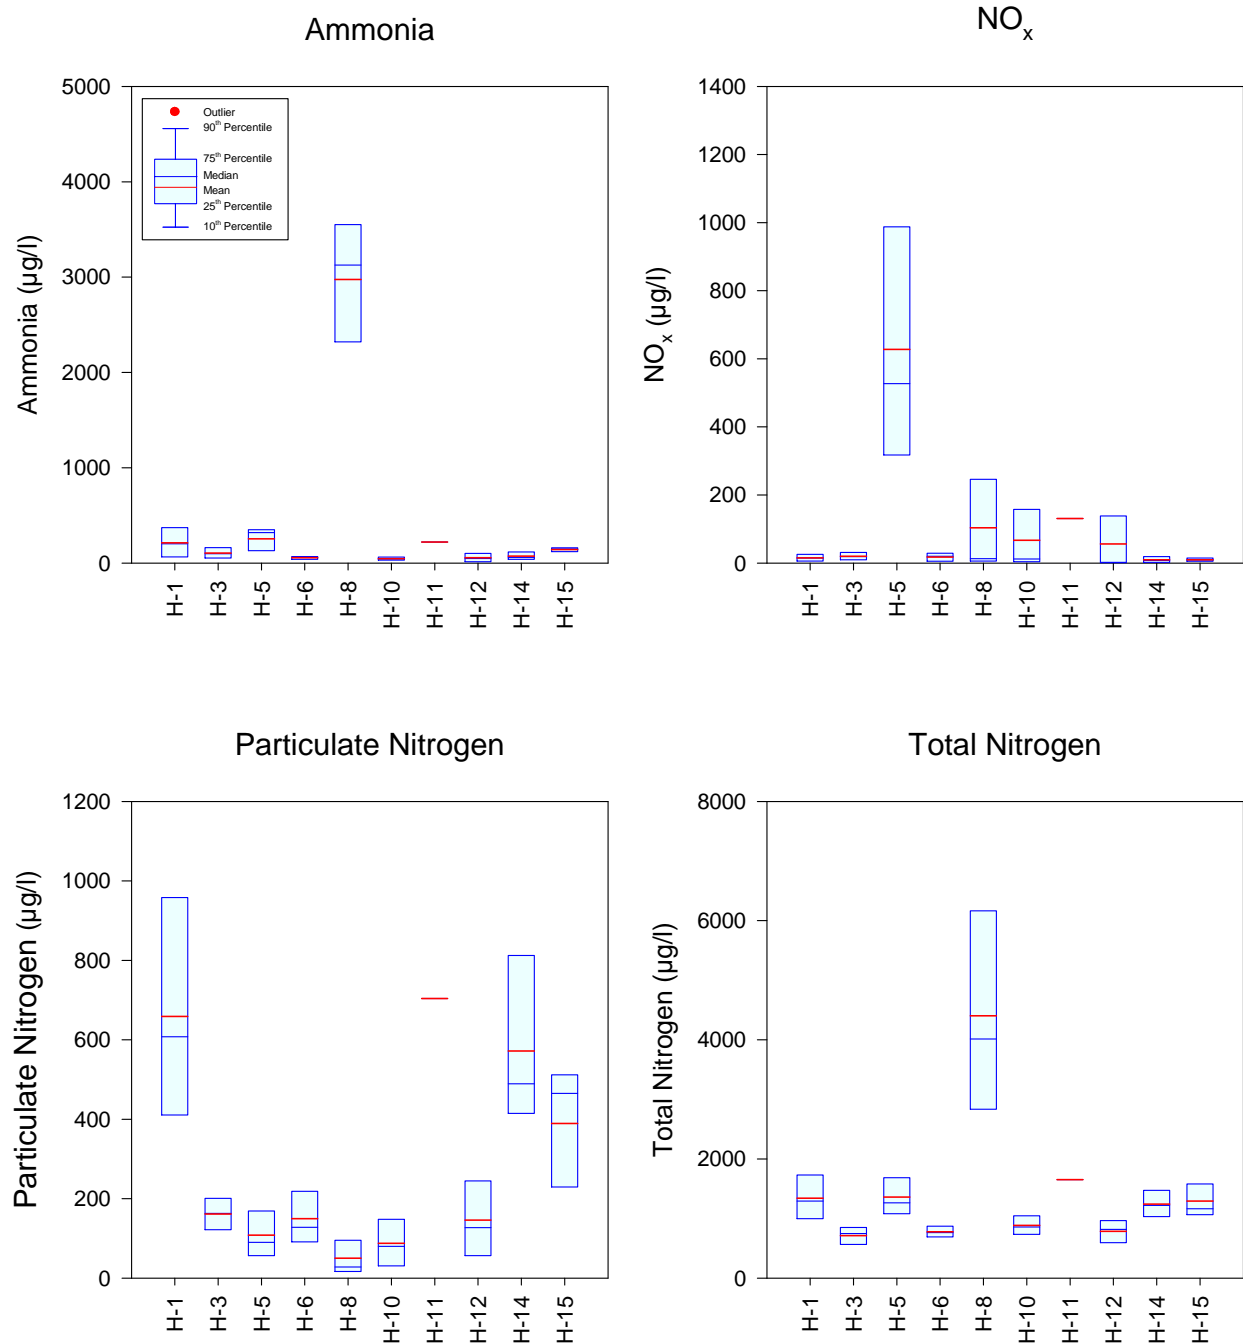 Ammonia
Ammonia (µg/l)
5000
4000
3000
2000
1000
0
Outlier
90th Percentile
75th Percentile
Median
Mean
25th Percentile
10th Percentile
H-1
H-3
H-5
H-6
H-8
H-10
H-11
H-12
H-14
H-15
NOx
NOx (µg/l)
1400
1200
1000
800
600
400
200
0
H-1
H-3
H-5
H-6
H-8
H-10
H-11
H-12
H-14
H-15
Particulate Nitrogen
Particulate Nitrogen (µg/l)
1200
1000
800
600
400
200
0
H-1
H-3
H-5
H-6
H-8
H-10
H-11
H-12
H-14
H-15
Total Nitrogen
Total Nitrogen (µg/l)
8000
6000
4000
2000
0
H-1
H-3
H-5
H-6
H-8
H-10
H-11
H-12
H-14
H-15